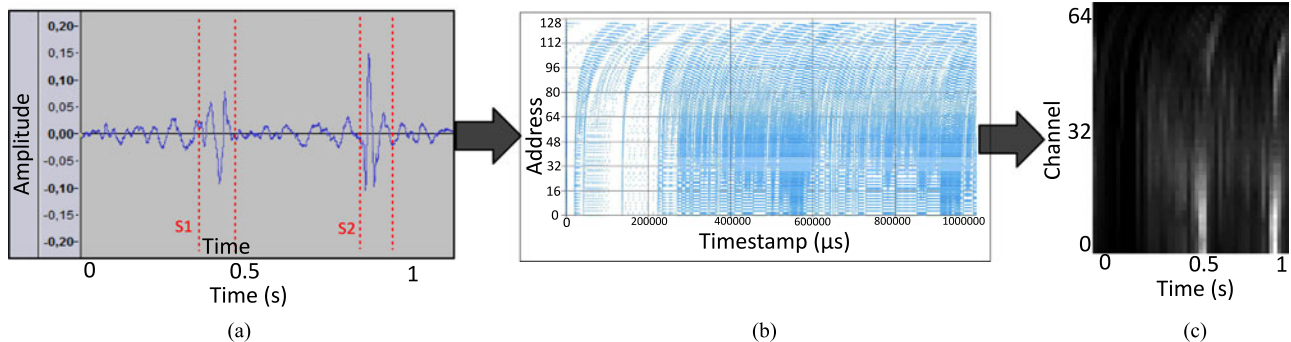 0,20
0,15
0,10
0,05
0,00
-0,05
-0,10
-0,15
-0,20
Amplitude
S1
S2
Time
0
0.5
1
Time (s)
(a)
128
112
96
80
64
48
32
16
0
Address
0
200000
400000
600000
800000
1000000
Timestamp (µs)
(b)
64
32
0
Channel
0
0.5
1
Time (s)
(c)